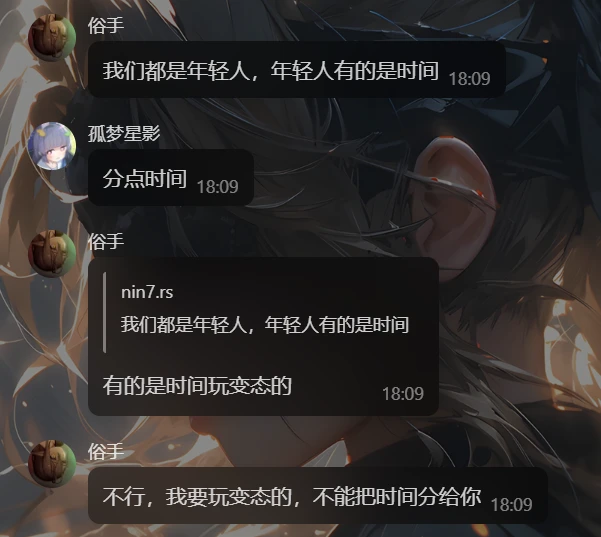 俗手
我们都是年轻人，年轻人有的是时间 18:09
孤梦星影
分点时间 18:09
俗手
nin7.rs
我们都是年轻人，年轻人有的是时间
有的是时间玩变态的 18:09
俗手
不行，我要玩变态的，不能把时间分给你 18:09